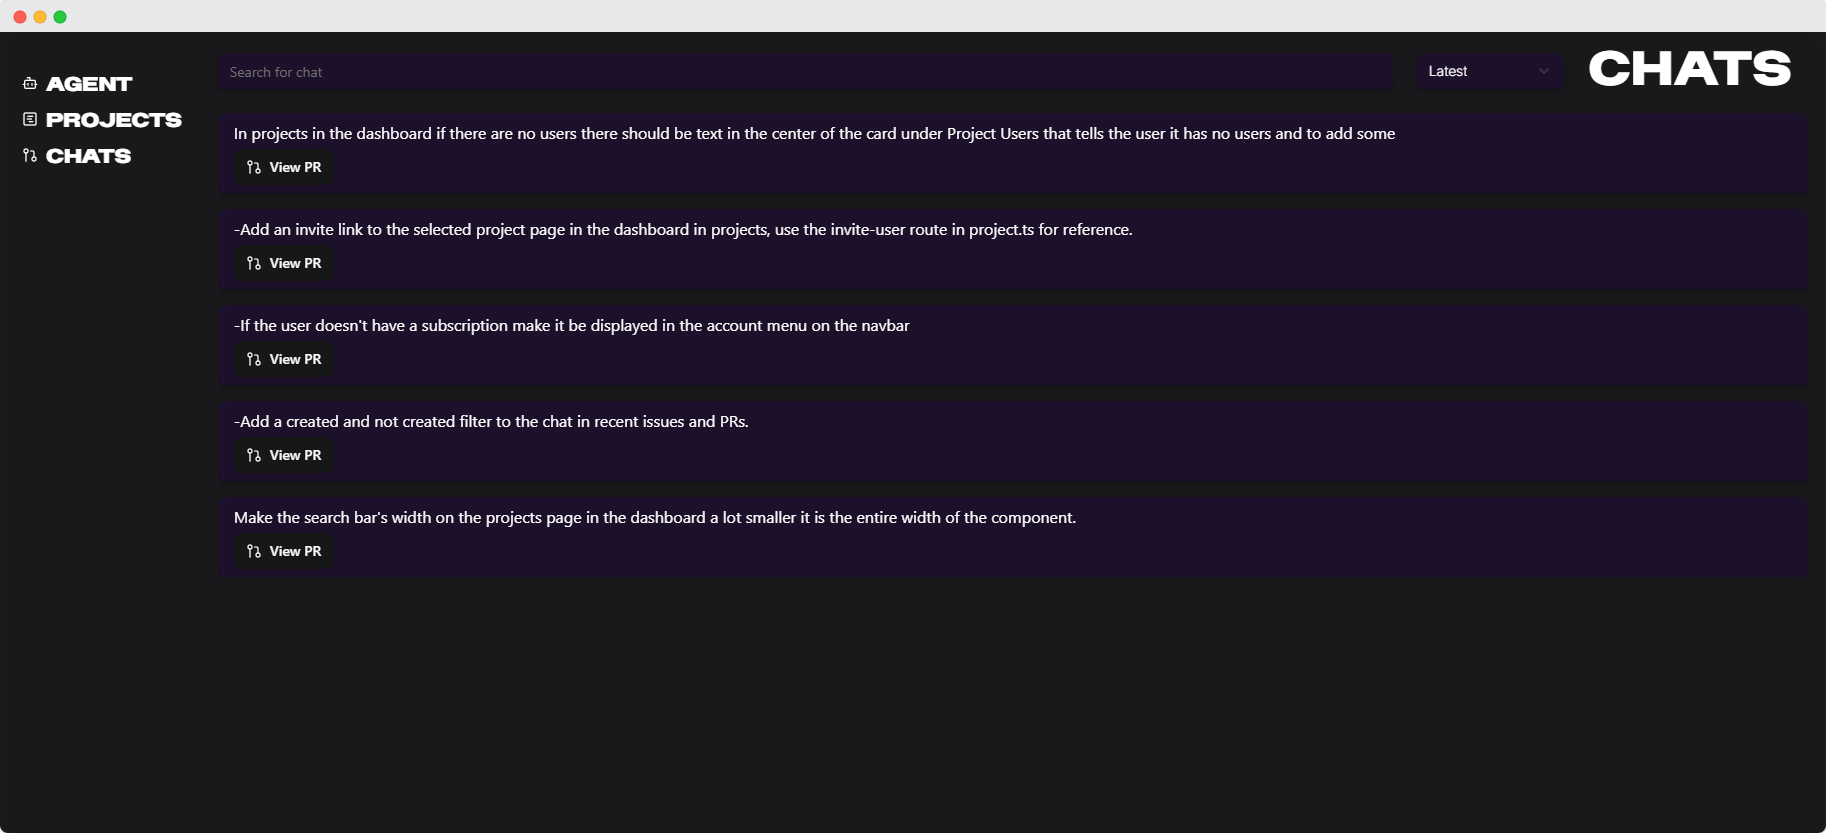 AGENT
PROJECTS
CHATS
Search for chat
Latest
CHATS
In projects in the dashboard if there are no users there should be text in the center of the card under Project Users that tells the user it has no users and to add some
View PR
-Add an invite link to the selected project page in the dashboard in projects, use the invite-user route in project.ts for reference.
View PR
-If the user doesn't have a subscription make it be displayed in the account menu on the navbar
View PR
-Add a created and not created filter to the chat in recent issues and PRs.
View PR
Make the search bar's width on the projects page in the dashboard a lot smaller it is the entire width of the component.
View PR